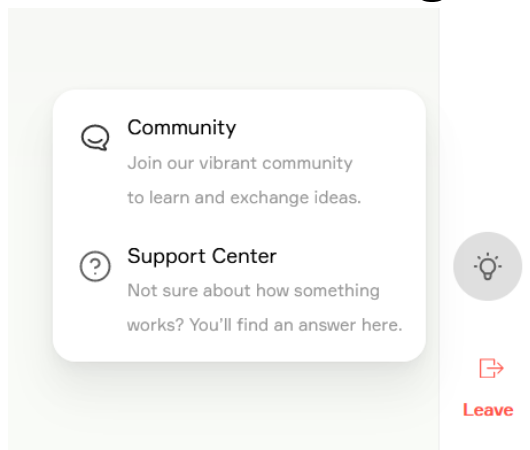 Community
Join our vibrant community
to learn and exchange ideas.
Support Center
Not sure about how something
works? You'll find an answer here.
Leave